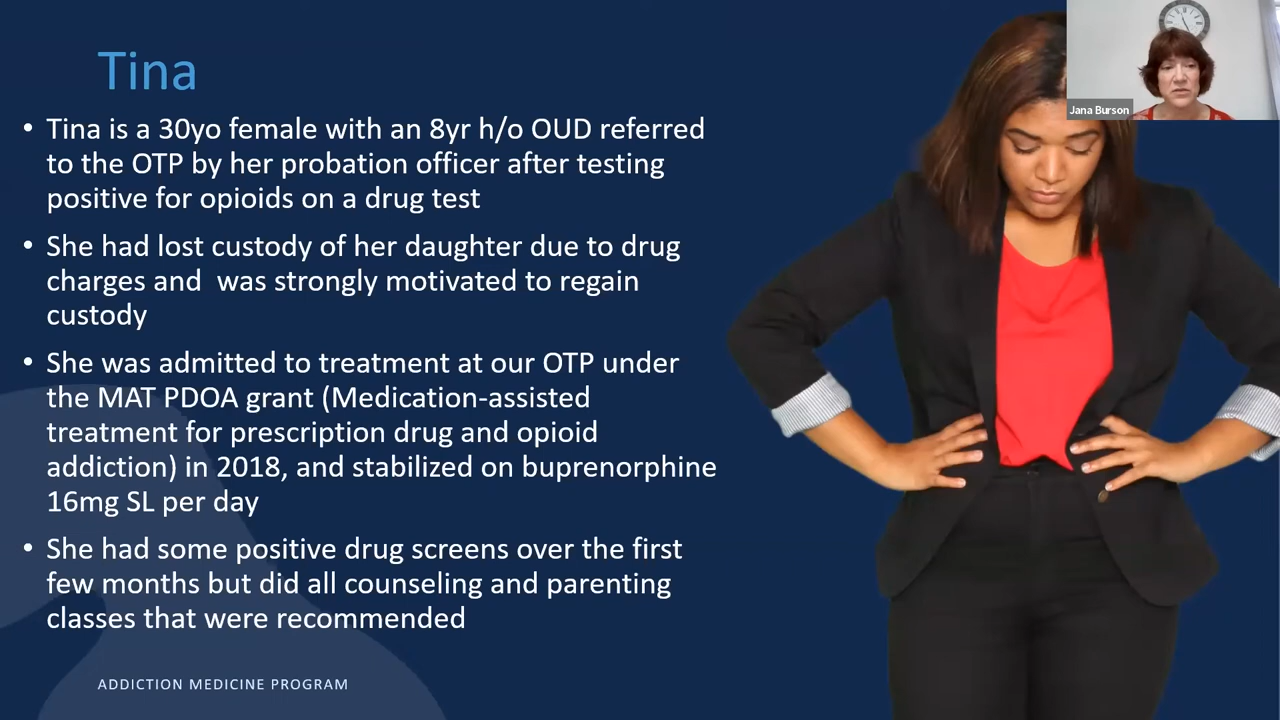 Tina
• Tina is a 30yo female with an 8yr h/o OUD referred
to the OTP by her probation officer after testing
positive for opioids on a drug test
• She had lost custody of her daughter due to drug
charges and  was strongly motivated to regain
custody
• She was admitted to treatment at our OTP under
the MAT PDOA grant (Medication-assisted
treatment for prescription drug and opioid
addiction) in 2018, and stabilized on buprenorphine
16mg SL per day
• She had some positive drug screens over the first
few months but did all counseling and parenting
classes that were recommended
ADDICTION MEDICINE PROGRAM
Jana Burson